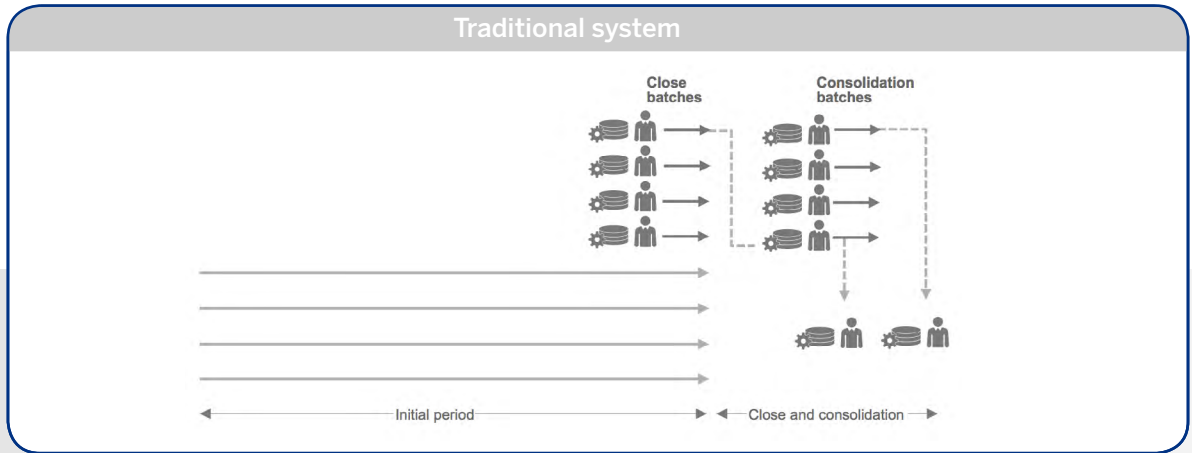 Traditional system
Close
batches
Consolidation
batches
Initial period
Close and consolidation